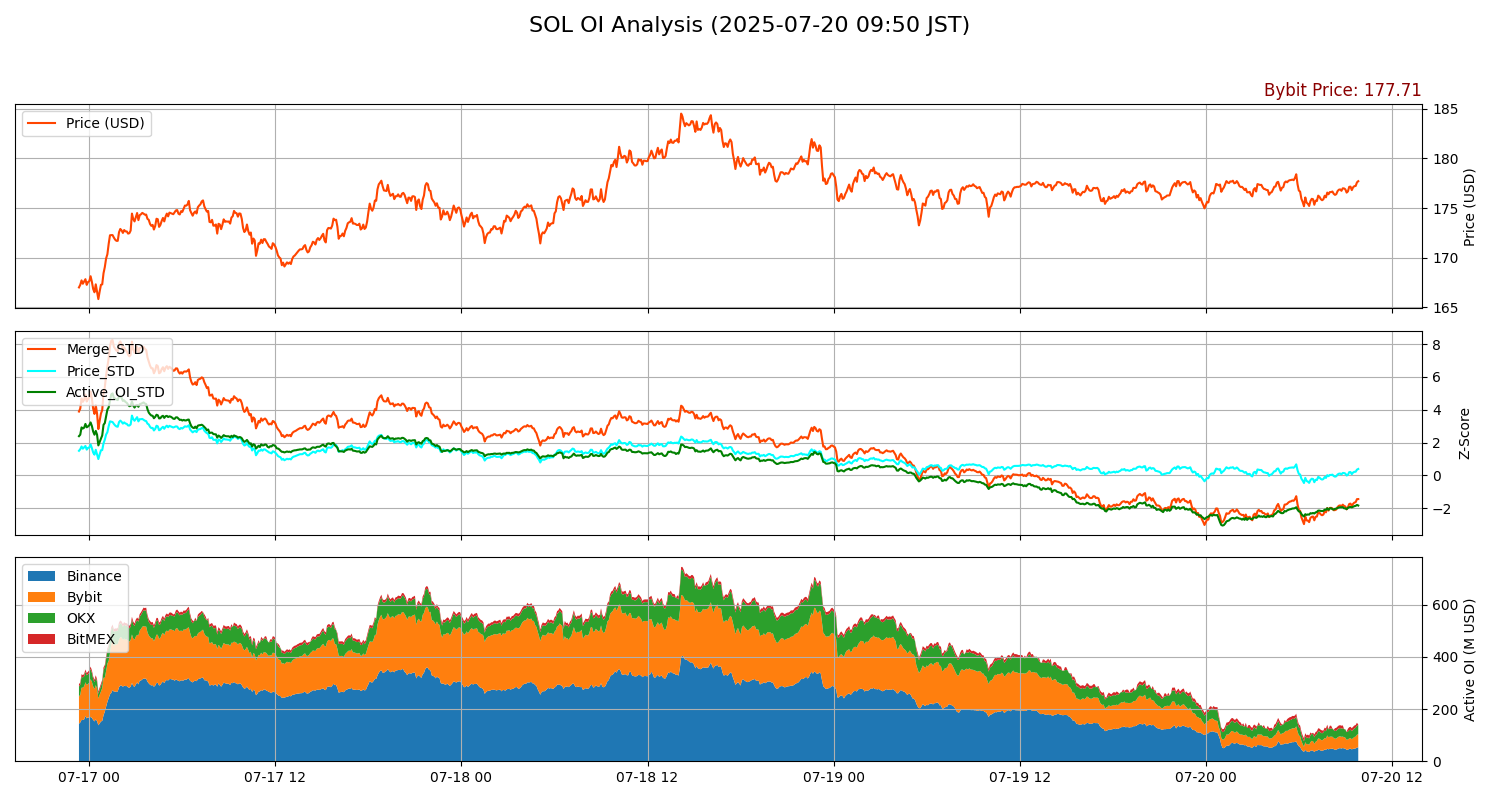 SOL OI Analysis (2025-07-20 09:50 JST)
Bybit Price: 177.71
Price (USD)
185
180
175
170
165
Price (USD)
Merge_STD
Price_STD
Active_OI_STD
8
6
4
2
0
−2
Z-Score
Binance
Bybit
OKX
BitMEX
600
400
200
0
Active OI (M USD)
07-17 00
07-17 12
07-18 00
07-18 12
07-19 00
07-19 12
07-20 00
07-20 12